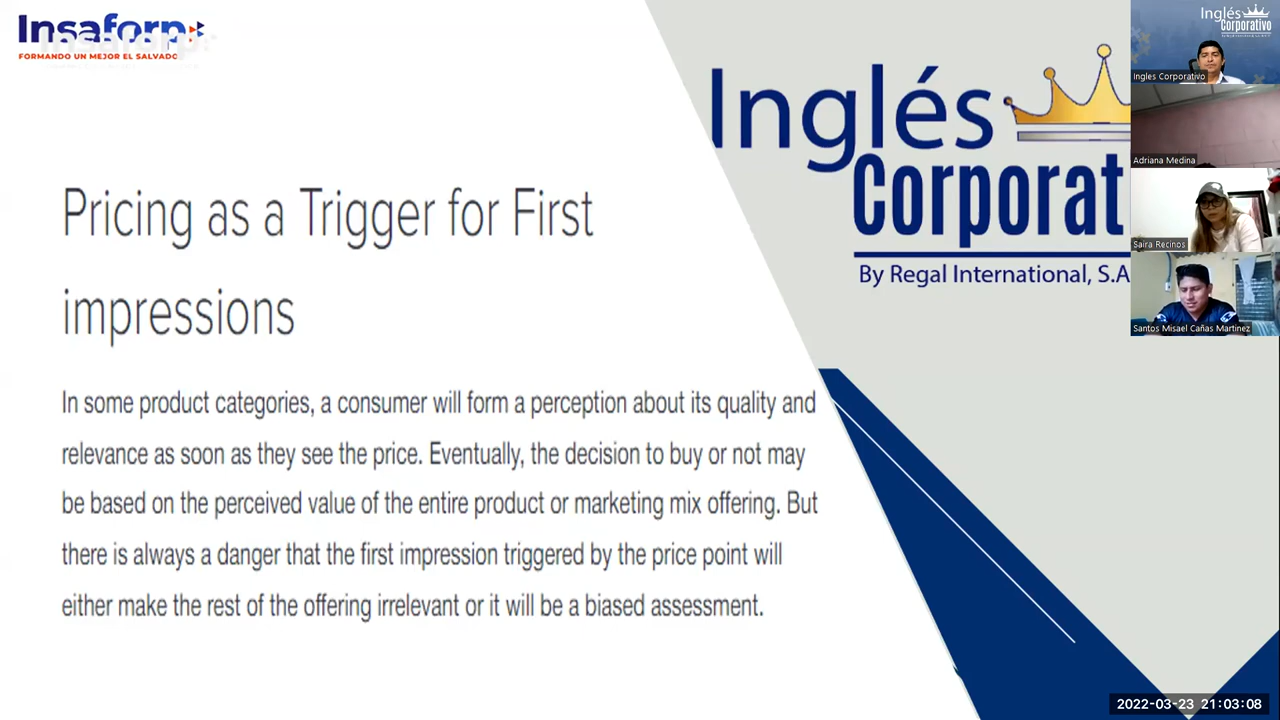 Insaforp
FORMANDO UN MEJOR EL SALVADO
Pricing as a Trigger for First
impressions
In some product categories, a consumer will form a perception about its quality and
relevance as soon as they see the price. Eventually, the decision to buy or not may
be based on the perceived value of the entire product or marketing mix offering. But
there is always a danger that the first impression triggered by the price point will
either make the rest of the offering irrelevant or it will be a biased assessment.
Inglés
Corporat
By Regal International, S.A
Inglés
Corporativo
Ingles Corporativo
Adriana Medina
Saira Recinos
Santos Misael Cañas Martinez
2022-03-23 21:03:08